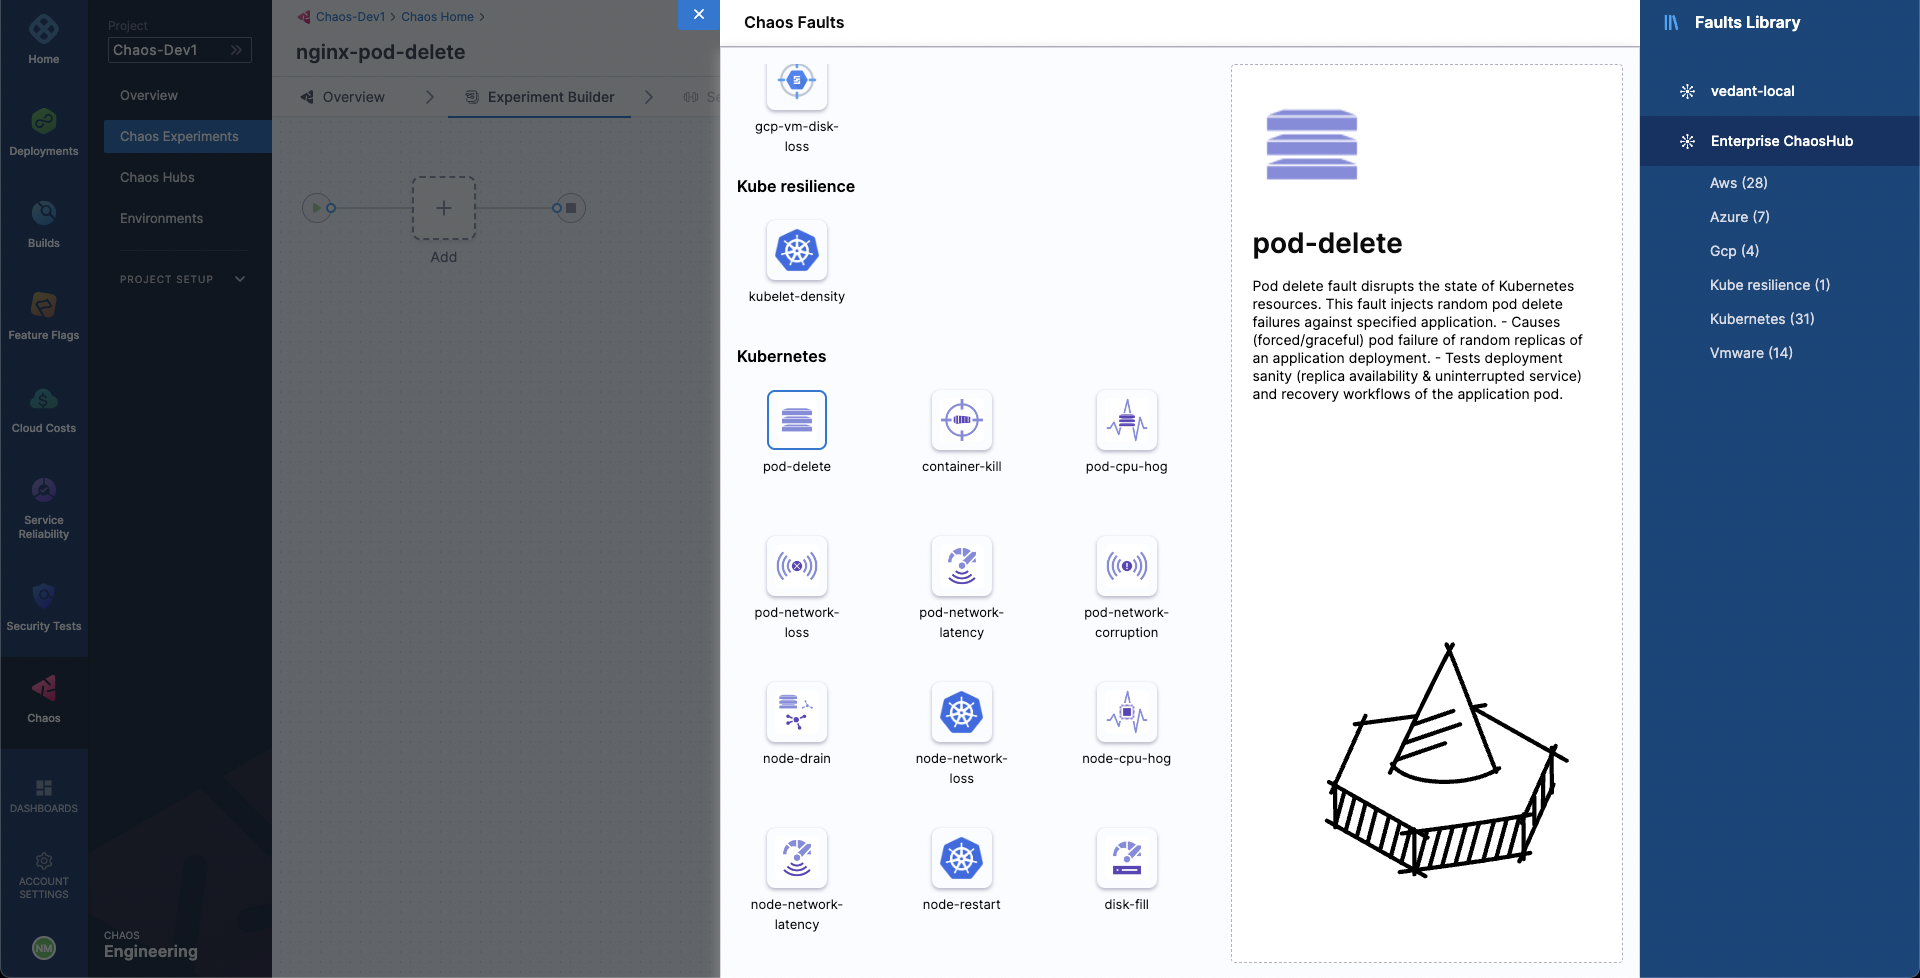 Home
Deployments
Builds
Feature Flags
Cloud Costs
Service
Reliability
Security Tests
Chaos
DASHBOARDS
ACCOUNT
SETTINGS
NM
Project
Chaos-Dev1
Overview
Chaos Experiments
Chaos Hubs
Environments
PROJECT SETUP
CHAOS
Engineering
Chaos-Dev1 > Chaos Home >
nginx-pod-delete
Overview
Experiment Builder
Se
Add
Chaos Faults
gcp-vm-disk-
loss
Kube resilience
kubelet-density
Kubernetes
pod-delete
container-kill
pod-cpu-hog
pod-network-
loss
pod-network-
latency
pod-network-
corruption
node-drain
node-network-
loss
node-cpu-hog
node-network-
latency
node-restart
disk-fill
pod-delete
Pod delete fault disrupts the state of Kubernetes
resources. This fault injects random pod delete
failures against specified application. - Causes
(forced/graceful) pod failure of random replicas of
an application deployment. - Tests deployment
sanity (replica availability & uninterrupted service)
and recovery workflows of the application pod.
Faults Library
vedant-local
Enterprise ChaosHub
Aws (28)
Azure (7)
Gcp (4)
Kube resilience (1)
Kubernetes (31)
Vmware (14)